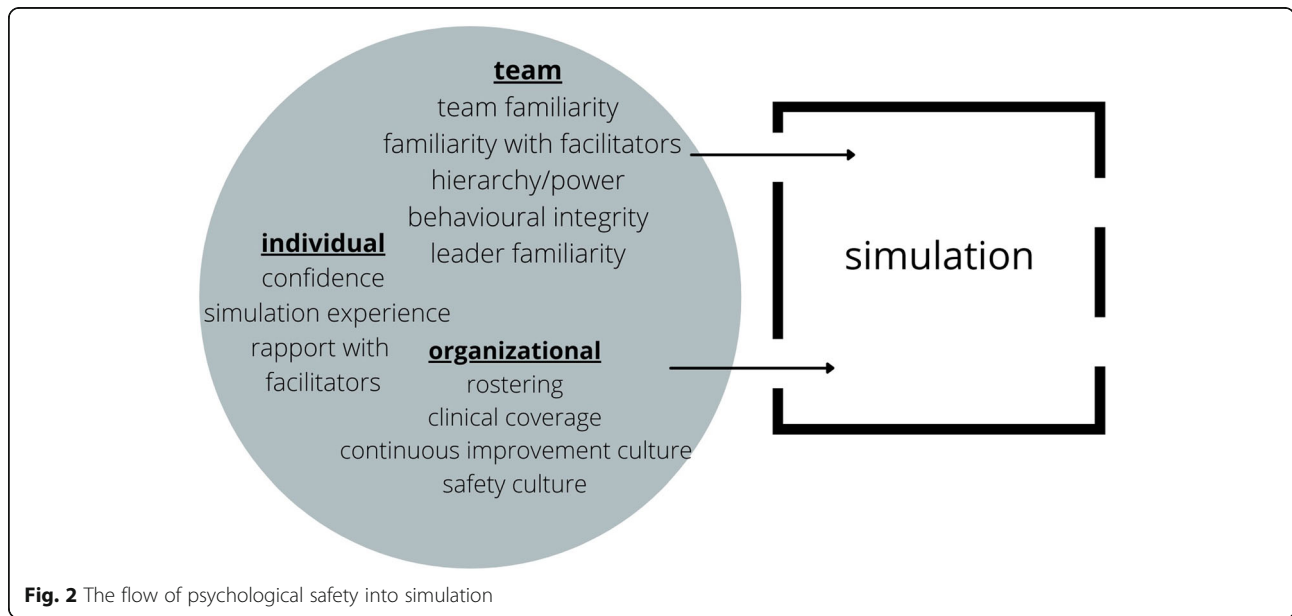 team
team familiarity
familiarity with facilitators
hierarchy/power
behavioural integrity
leader familiarity
individual
confidence
simulation experience
rapport with
facilitators
organizational
rostering
clinical coverage
continuous improvement culture
safety culture
simulation
Fig. 2 The flow of psychological safety into simulation